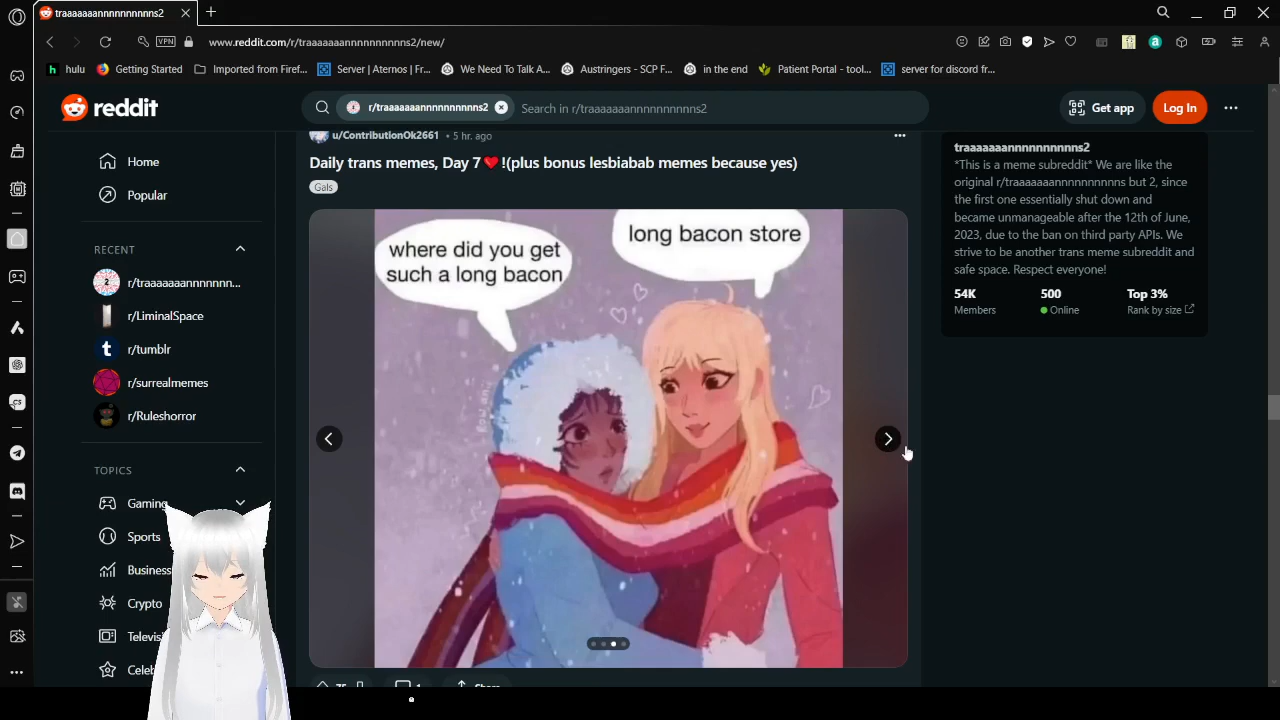 traaaaaaannnnnnnnnns2
www.reddit.com/r/traaaaaaannnnnnnnnns2/new/
VPN
hulu
Getting Started
Imported from Firef...
Server | Aternos | Fr...
We Need To Talk A...
Austringers - SCP F...
in the end
Patient Portal - tool...
server for discord fr...
reddit
r/traaaaaaannnnnnnnnns2
Search in r/traaaaaaannnnnnnnnns2
Get app
Log In
Home
Popular
RECENT
r/traaaaaaannnnnn...
r/LiminalSpace
r/tumblr
r/surrealmemes
r/Ruleshorror
TOPICS
Gaming
Sports
Business
Crypto
Televis
Celeb
u/ContributionOk2661 • 5 hr. ago
Daily trans memes, Day 7❤️!(plus bonus lesbiabab memes because yes)
Gals
where did you get
such a long bacon
long bacon store
75
1
Share
traaaaaaannnnnnnnnns2
*This is a meme subreddit* We are like the
original r/traaaaaaannnnnnnnnns but 2, since
the first one essentially shut down and
became unmanageable after the 12th of June,
2023, due to the ban on third party APIs. We
strive to be another trans meme subreddit and
safe space. Respect everyone!
54K
Members
500
Online
Top 3%
Rank by size